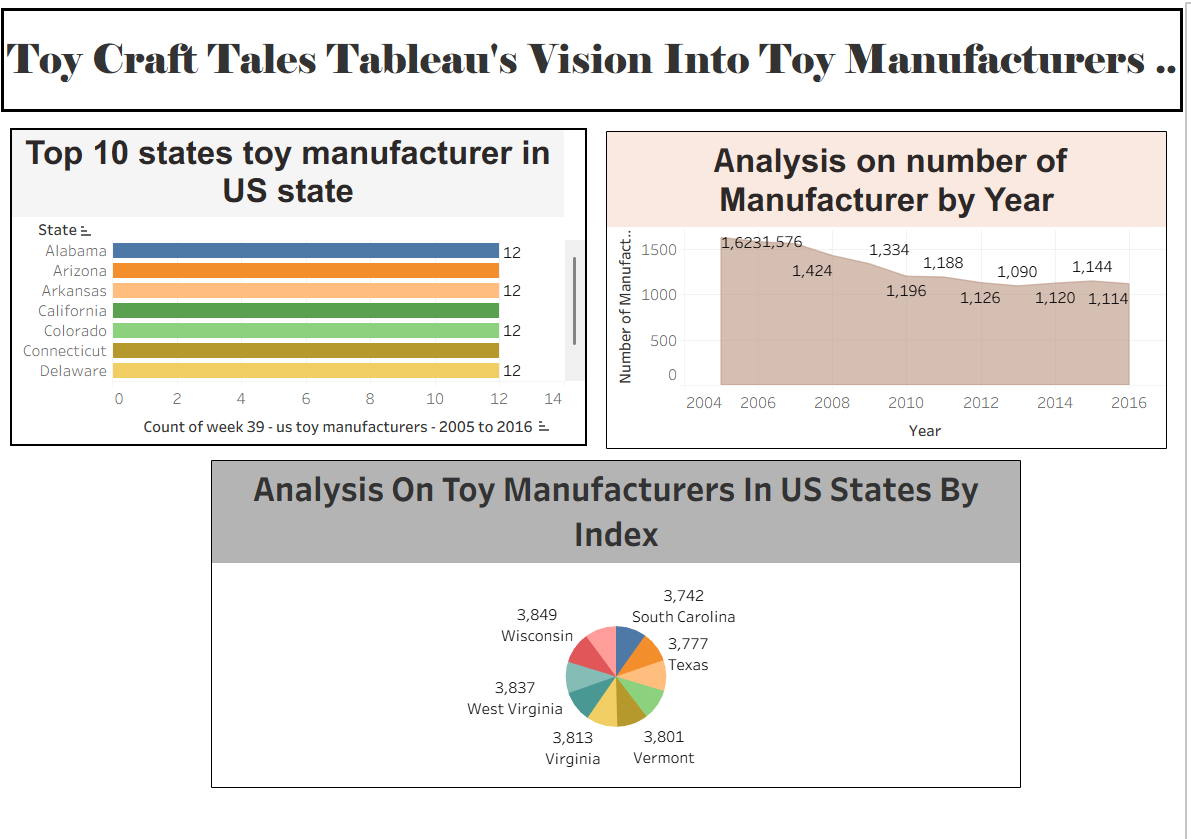 Toy Craft Tales Tableau's Vision Into Toy Manufacturers ..
Top 10 states toy manufacturer in
US state
State
Alabama
12
Arizona
Arkansas
12
California
Colorado
12
Connecticut
Delaware
12
0 2 4 6 8 10 12 14
Count of week 39 - us toy manufacturers - 2005 to 2016
Analysis on number of
Manufacturer by Year
Number of Manufact..
1500
1000
500
0
1,623
1,576
1,424
1,334
1,196
1,188
1,126
1,090
1,120
1,144
1,114
2004 2006 2008 2010 2012 2014 2016
Year
Analysis On Toy Manufacturers In US States By
Index
3,742
South Carolina
3,777
Texas
3,801
Vermont
3,813
Virginia
3,837
West Virginia
3,849
Wisconsin